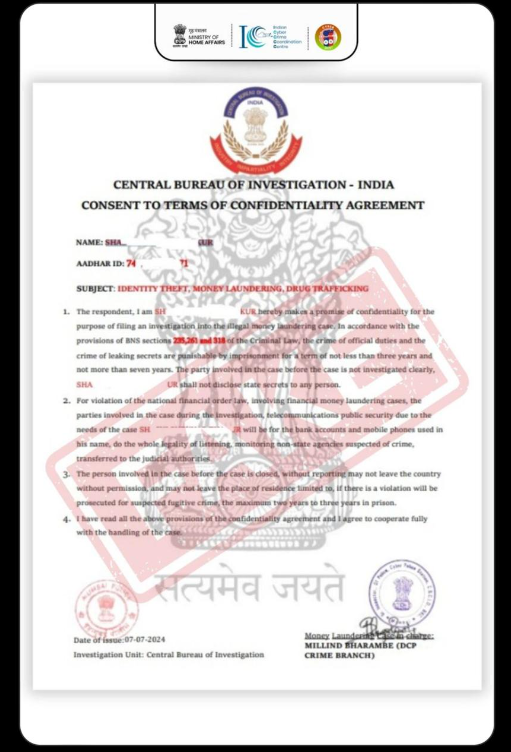 गृह मंत्रालय
MINISTRY OF
HOME AFFAIRS
Indian
Cyber
Crime
Coordination
Centre
CENTRAL BUREAU OF INVESTIGATION
INDIA
INDUSTRY IMPARTIALITY INTEGRITY
CENTRAL BUREAU OF INVESTIGATION - INDIA
CONSENT TO TERMS OF CONFIDENTIALITY AGREEMENT
NAME: SHA KUR
AADHAR ID: 74 71
SUBJECT: IDENTITY THEFT, MONEY LAUNDERING, DRUG TRAFFICKING
1. The respondent, I am SH KUR hereby makes a promise of confidentiality for the
purpose of filing an investigation into the illegal money laundering case. In accordance with the
provisions of BNS sections 235,261 and 318 of the Criminal Law, the crime of official duties and the
crime of leaking secrets are punishable by imprisonment for a term of not less than three years and
not more than seven years. The party involved in the case before the case is not investigated clearly,
SHA UR shall not disclose state secrets to any person.
2. For violation of the national financial order law, involving financial money laundering cases, the
parties involved in the case during the investigation, telecommunications public security due to the
needs of the case SH JR will be for the bank accounts and mobile phones used in
his name, do the whole legality of listening, monitoring non-state agencies suspected of crime,
transferred to the judicial authorities.
3. The person involved in the case before the case is closed, without reporting may not leave the country
without permission, and may not leave the place of residence limited to, if there is a violation will be
prosecuted for suspected fugitive crime, the maximum two years to three years in prison.
4. I have read all the above provisions of the confidentiality agreement and I agree to cooperate fully
with the handling of the case.
सत्यमेव जयते
MUMBAI POLICE
Date of issue:07-07-2024
Investigation Unit: Central Bureau of Investigation
Money Laundering Case in charge:
MILLIND BHARAMBE (DCP
CRIME BRANCH)